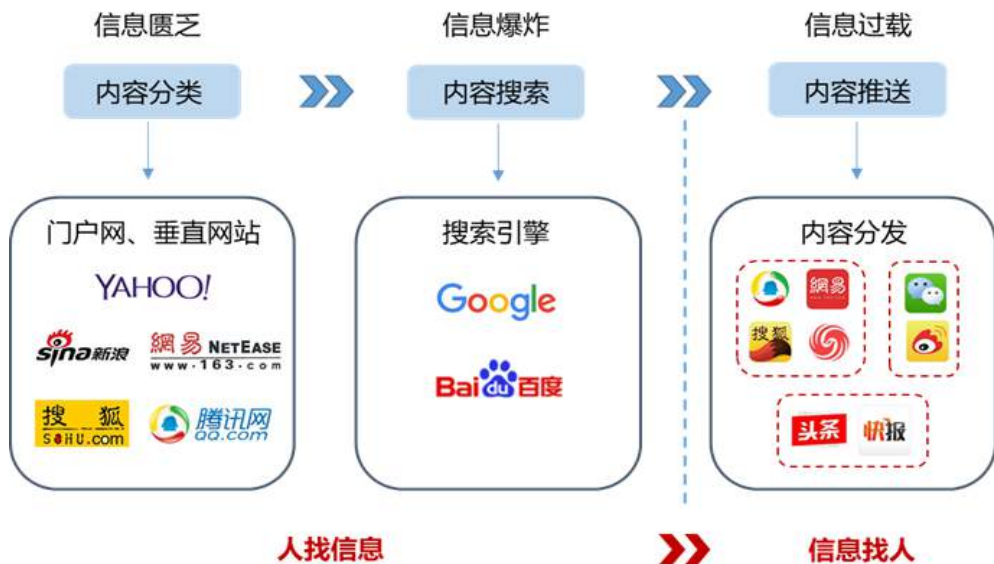 信息匮乏
信息爆炸
信息过载
内容分类
内容搜索
内容推送
门户网、垂直网站
YAHOO!
sina新浪
網易 NETEASE
www.163.com
搜狐
SOHU.com
腾讯网
QQ.com
搜索引擎
Google
Bai du 百度
内容分发
網易
搜狐
头条
快报
人找信息
信息找人